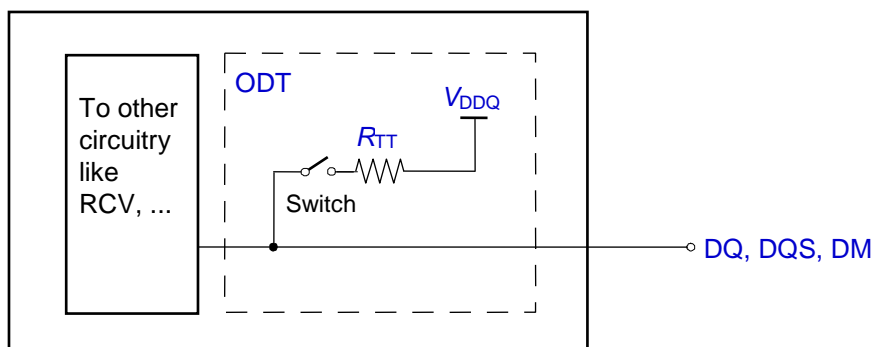 To other
circuitry
like
RCV, ...
ODT
VDDQ
RTT
Switch
DQ, DQS, DM